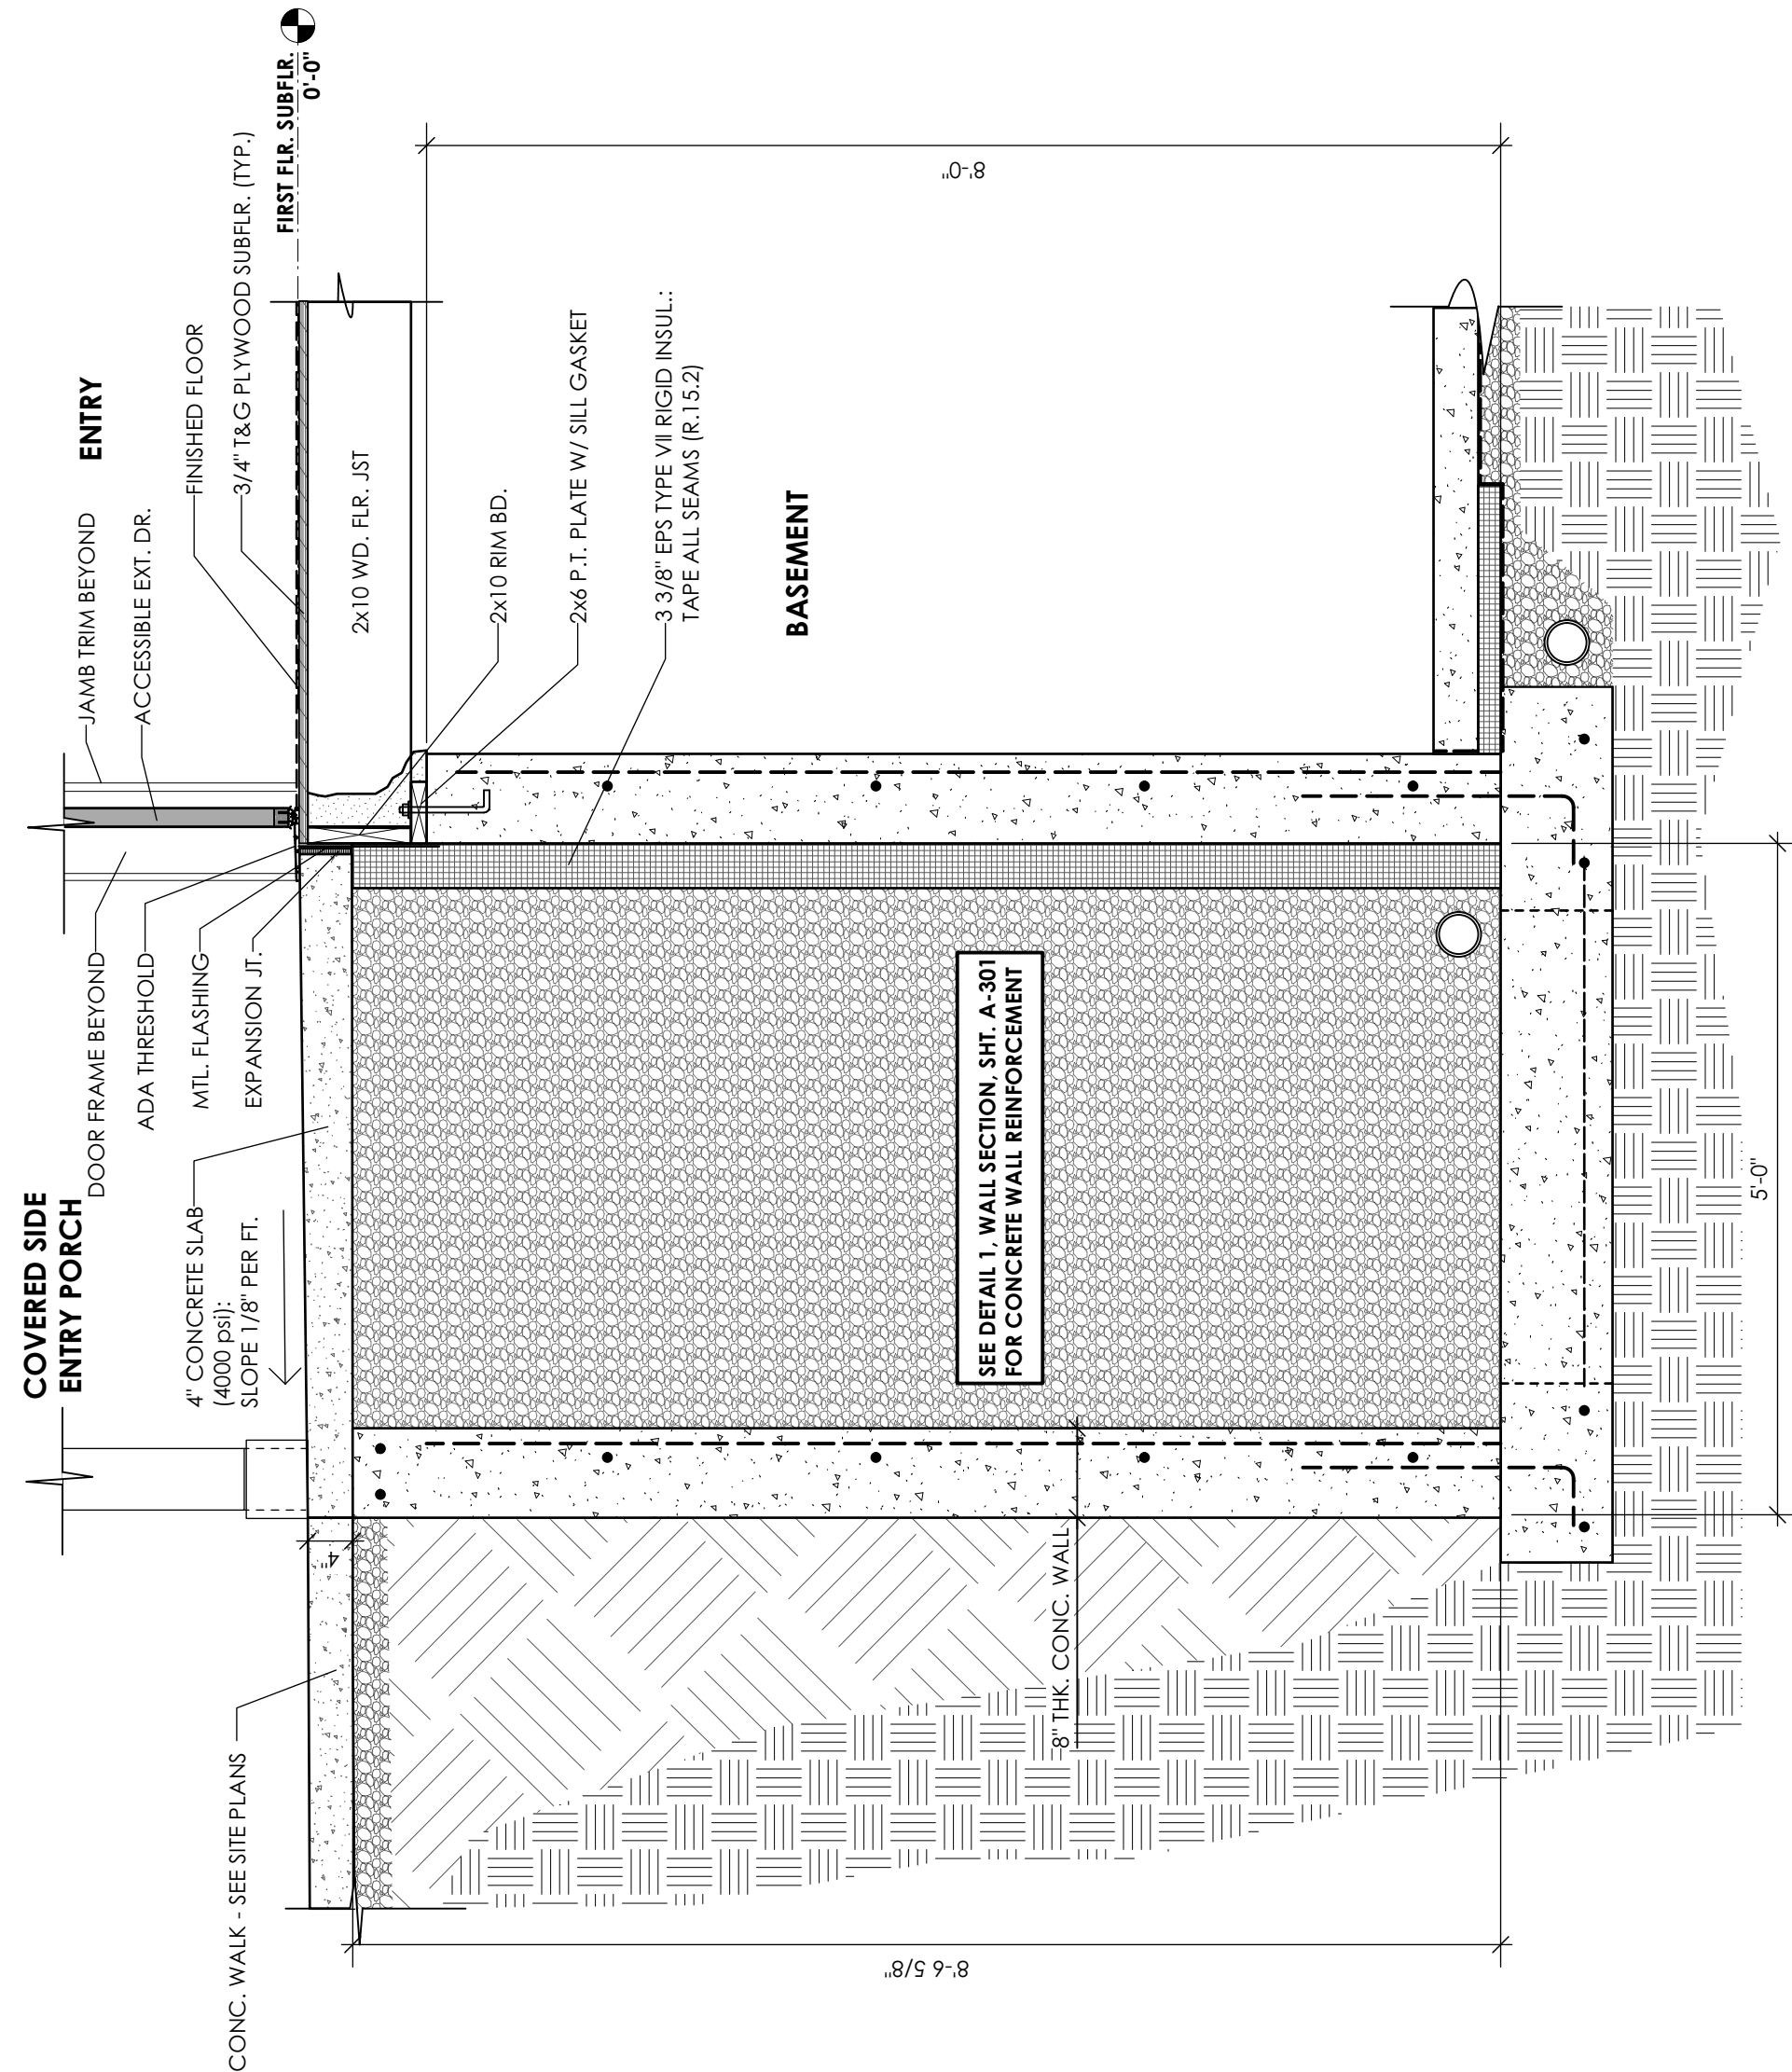 COVERED SIDE
ENTRY PORCH
ENTRY
JAMB TRIM BEYOND
ACCESSIBLE EXT. DR.
FINISHED FLOOR
3/4" T&G PLYWOOD SUBFLR. (TYP.)
FIRST FLR. SUBFLR.
0'-0"
DOOR FRAME BEYOND
ADA THRESHOLD
MTL. FLASHING
EXPANSION JT.
4" CONCRETE SLAB
(4000 psi):
SLOPE 1/8" PER FT.
CONC. WALK - SEE SITE PLANS
4"
2x10 WD. FLR. JST
2x10 RIM BD.
2x6 P.T. PLATE W/ SILL GASKET
3 3/8" EPS TYPE VII RIGID INSUL.:
TAPE ALL SEAMS (R.15.2)
BASEMENT
8'-0"
SEE DETAIL 1, WALL SECTION, SHT. A-301
FOR CONCRETE WALL REINFORCEMENT
8" THK. CONC. WALL
8'-6 5/8"
5'-0"